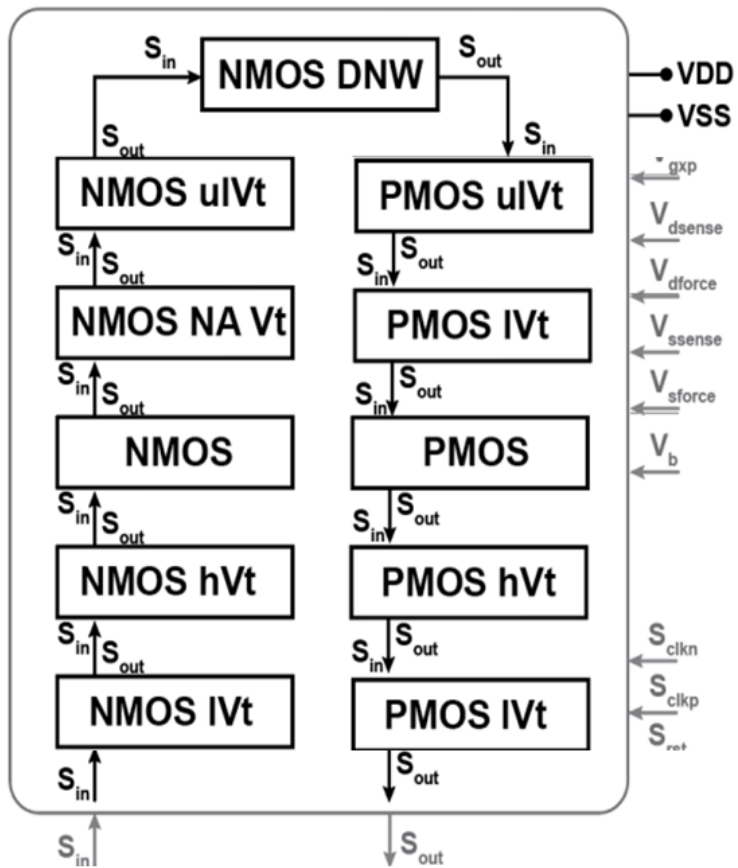 S_in
NMOS DNW
S_out
VDD
VSS
S_out
S_in
gxp
NMOS ulVt
PMOS ulVt
V_dsense
S_in
S_out
S_in
S_out
V_dforce
NMOS NA Vt
PMOS lVt
V_ssense
S_in
S_out
S_in
S_out
V_sforce
NMOS
PMOS
V_b
S_in
S_out
S_in
S_out
NMOS hVt
PMOS hVt
S_in
S_out
S_in
S_out
S_clkn
NMOS lVt
PMOS lVt
S_clkp
S_rst
S_in
S_out
S_in
S_out